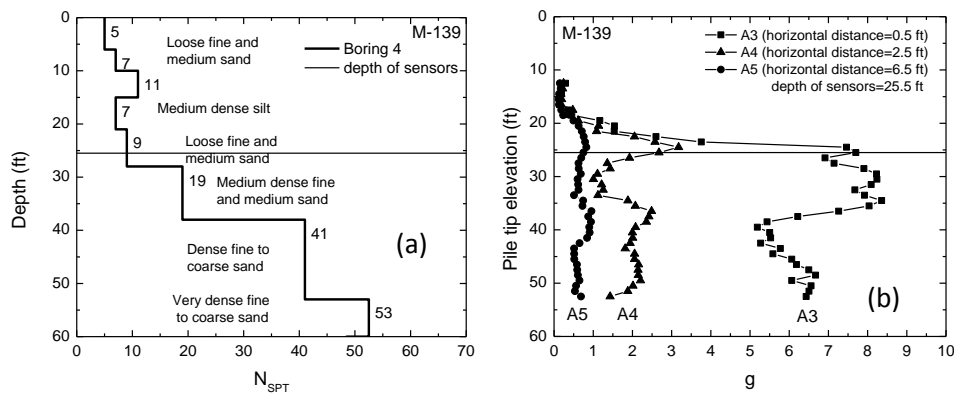 M-139
Boring 4
depth of sensors
5
7
11
7
9
19
41
53
Loose fine and
medium sand
Medium dense silt
Loose fine and
medium sand
Medium dense fine
and medium sand
Dense fine to
coarse sand
Very dense fine
to coarse sand
(a)
0
10
20
30
40
50
60
Depth (ft)
0 10 20 30 40 50 60 70
N_SPT
M-139
A3 (horizontal distance=0.5 ft)
A4 (horizontal distance=2.5 ft)
A5 (horizontal distance=6.5 ft)
depth of sensors=25.5 ft
(b)
A5 A4 A3
0
10
20
30
40
50
60
Pile tip elevation (ft)
0 1 2 3 4 5 6 7 8 9 10
g